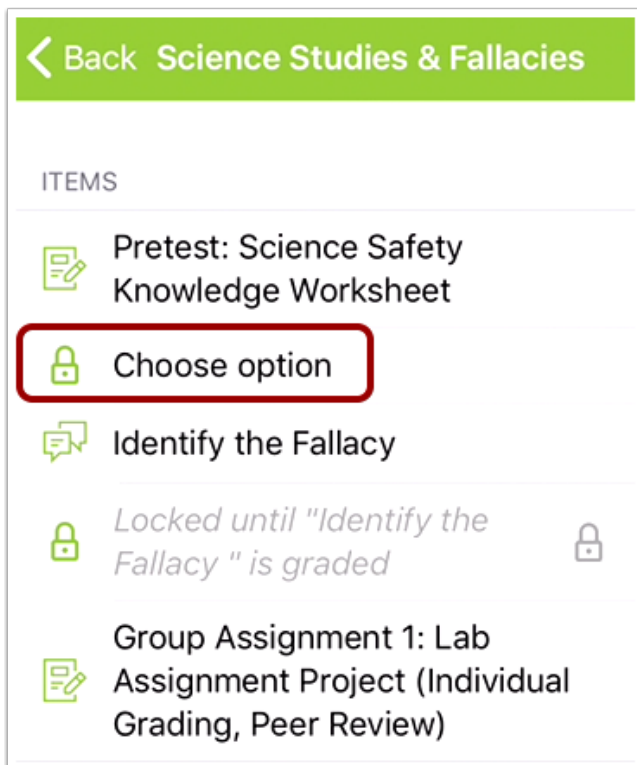 Back Science Studies & Fallacies
ITEMS
Pretest: Science Safety
Knowledge Worksheet
Choose option
Identify the Fallacy
Locked until "Identify the
Fallacy " is graded
Group Assignment 1: Lab
Assignment Project (Individual
Grading, Peer Review)